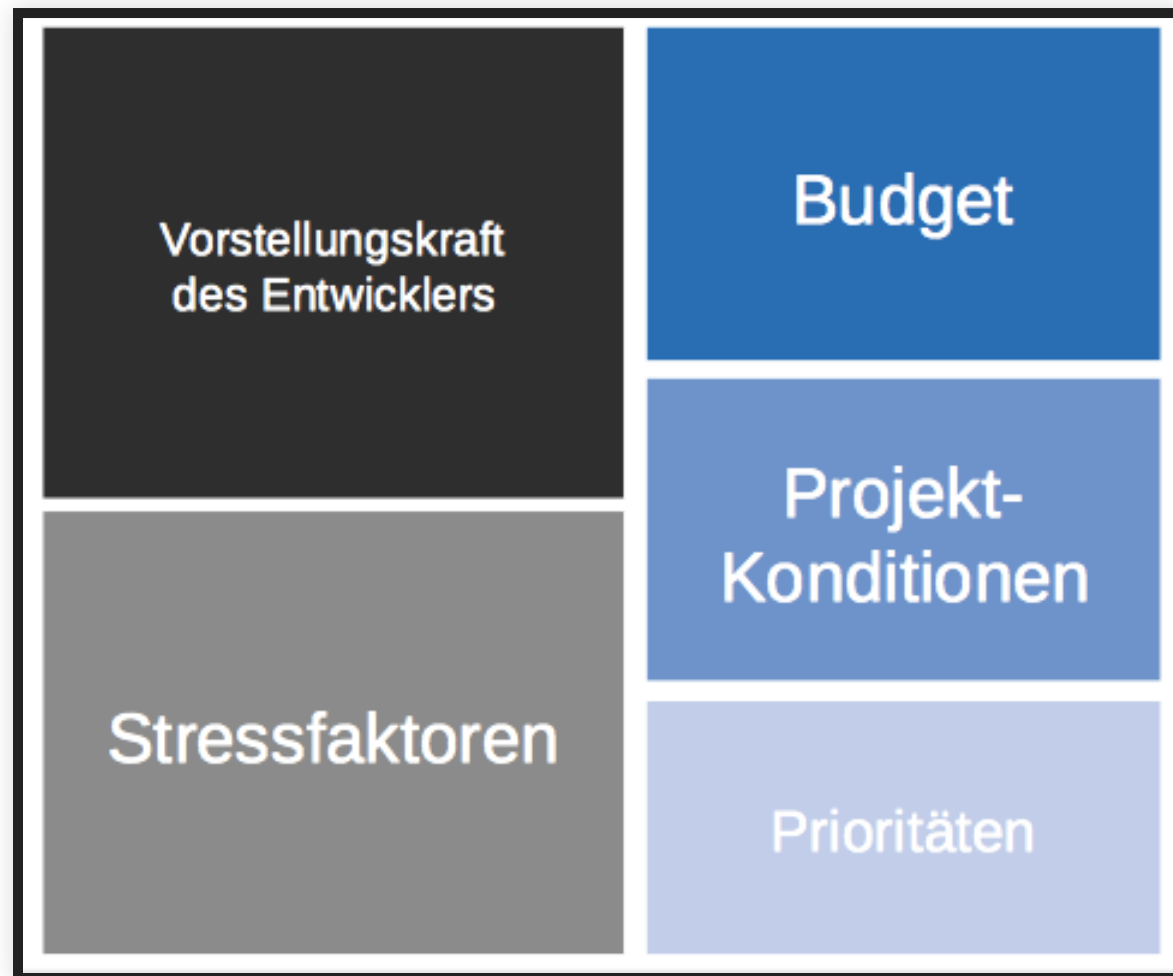 Vorstellungskraft
des Entwicklers
Stressfaktoren
Budget
Projekt-
Konditionen
Prioritäten